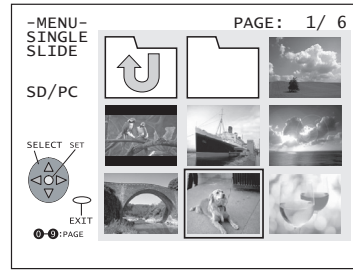 -MENU-
PAGE: 1/ 6
SINGLE
SLIDE
SD/PC
SELECT SET
EXIT
0-9:PAGE